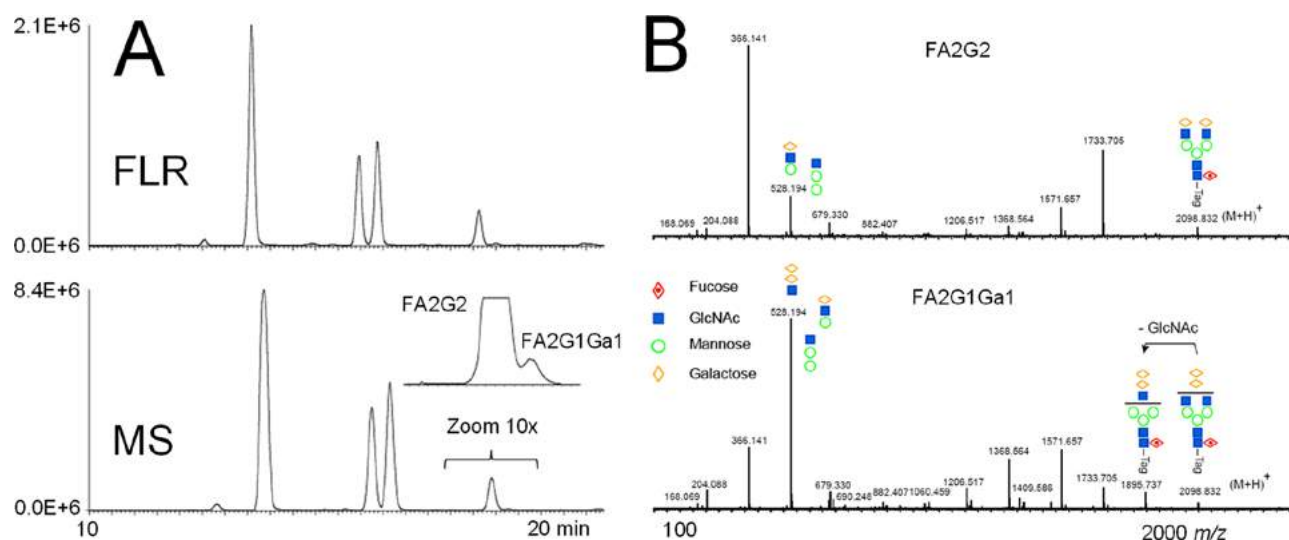 A
2.1E+6
FLR
0.0E+6
8.4E+6
FA2G2
FA2G1Ga1
Zoom 10x
MS
0.0E+6
10
20 min
B
FA2G2
366.141
1733.705
528.194
1571.657
168.069
204.088
679.330
882.407
1206.517
1368.564
2098.832
(M+H)+
–Tag
FA2G1Ga1
Fucose
GlcNAc
Mannose
Galactose
528.194
- GlcNAc
366.141
1368.564
1571.657
204.088
168.069
679.330
690.248
882.407
1060.459
1206.517
1409.586
1733.705
1895.737
2098.832
(M+H)+
–Tag
–Tag
100
2000 m/z